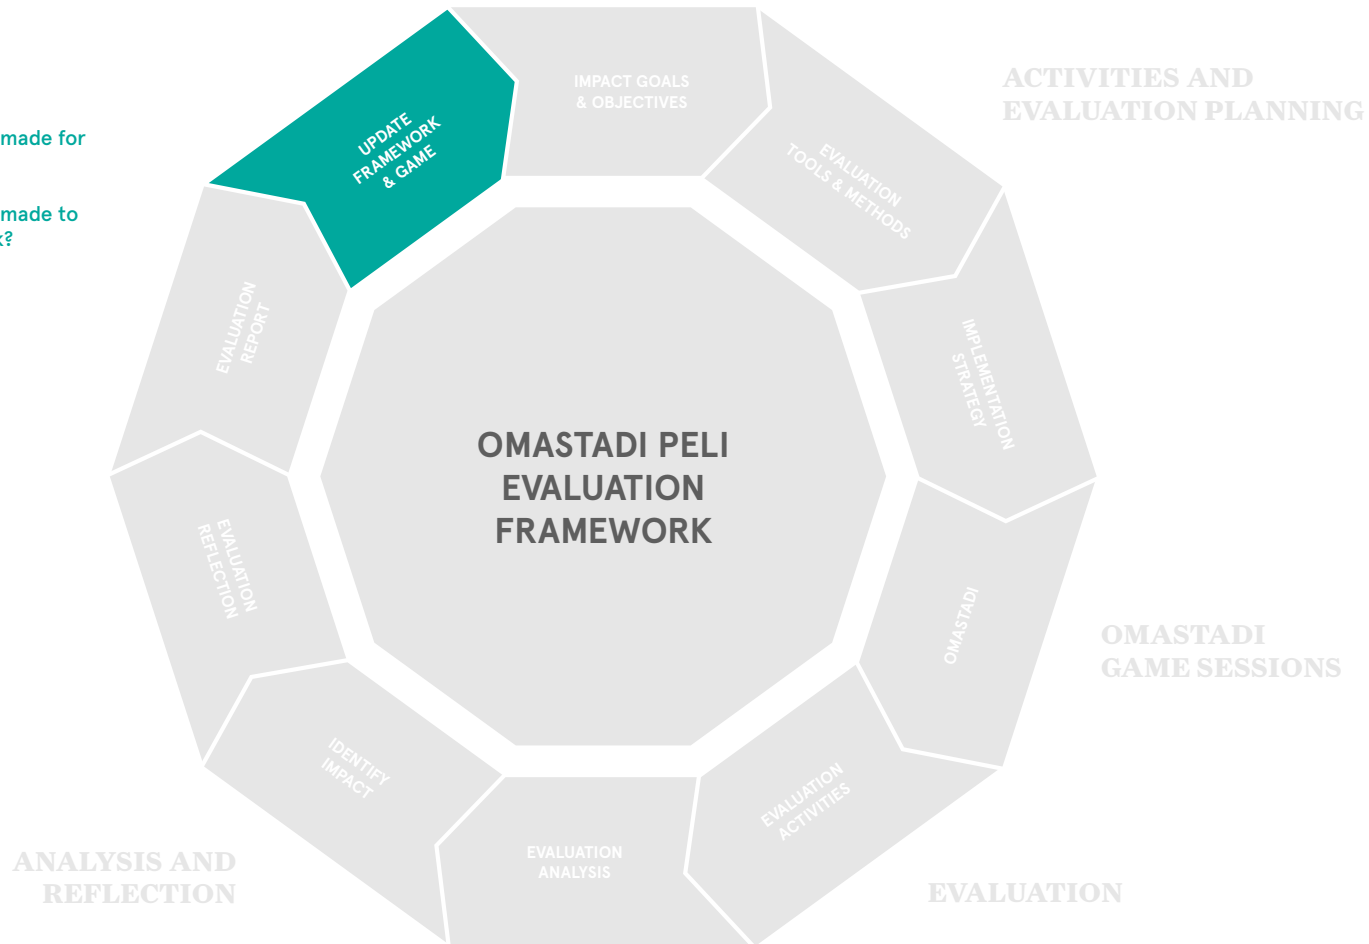 made for
made to
k?
UPDATE
FRAMEWORK
& GAME
IMPACT GOALS
& OBJECTIVES
EVALUATION
TOOLS & METHODS
IMPLEMENTATION
STRATEGY
OMASTADI
EVALUATION
ACTIVITIES
EVALUATION
ANALYSIS
IDENTIFY
IMPACT
EVALUATION
REFLECTION
EVALUATION
REPORT
OMASTADI PELI
EVALUATION
FRAMEWORK
ACTIVITIES AND
EVALUATION PLANNING
OMASTADI
GAME SESSIONS
EVALUATION
ANALYSIS AND
REFLECTION